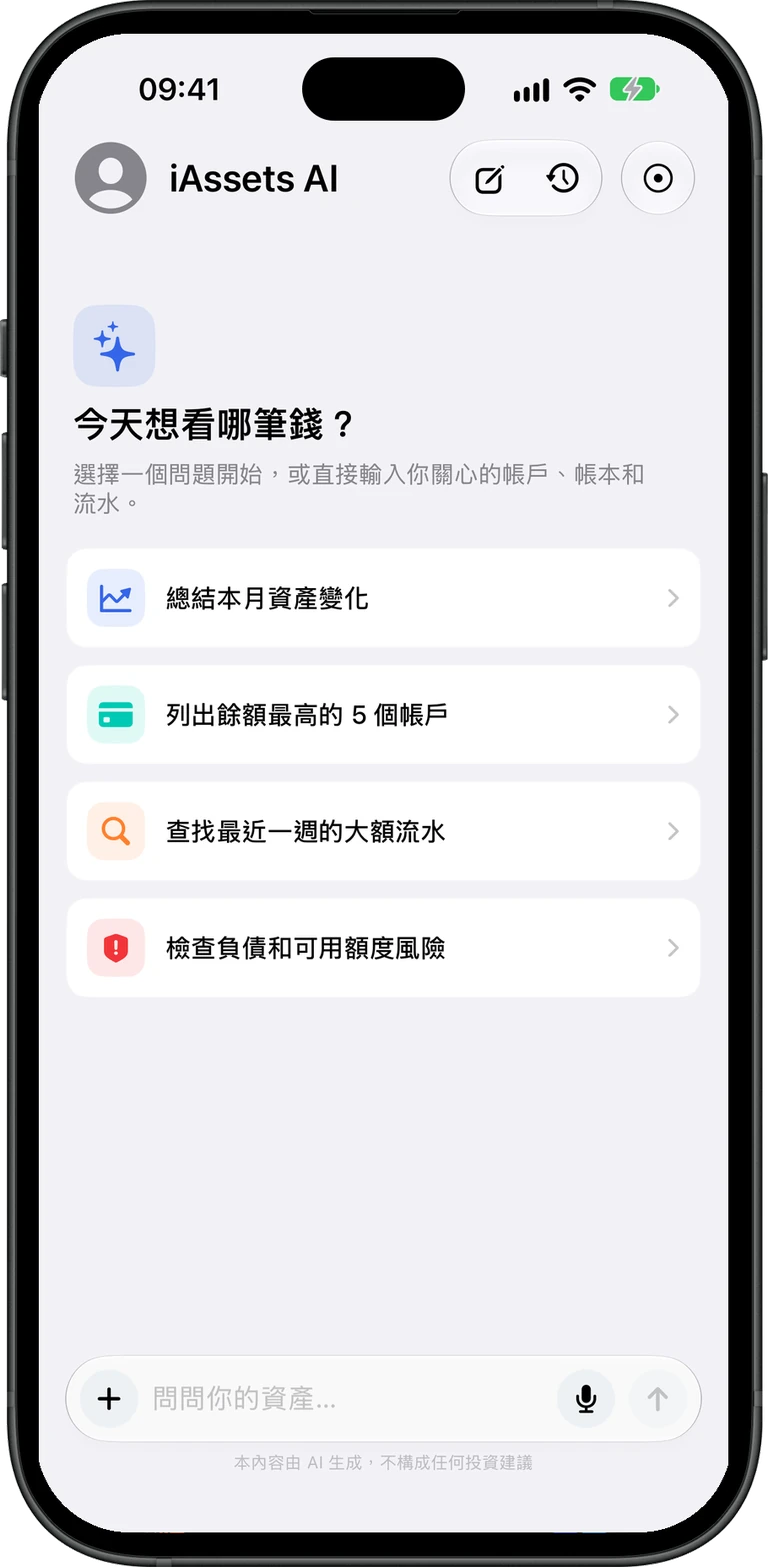 09:41
iAssets AI
今天想看哪筆錢？
選擇一個問題開始，或直接輸入你關心的帳戶、帳本和
流水。
總結本月資產變化
列出餘額最高的 5 個帳戶
查找最近一週的大額流水
檢查負債和可用額度風險
問問你的資產...
本內容由 AI 生成，不構成任何投資建議